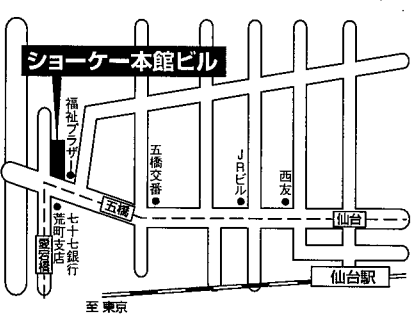 ショーケー本館ビル
福祉プラザ
五橋交番
JRビル
西友
五橋
仙台
七十七銀行
荒町支店
愛宕橋
仙台駅
至 東京